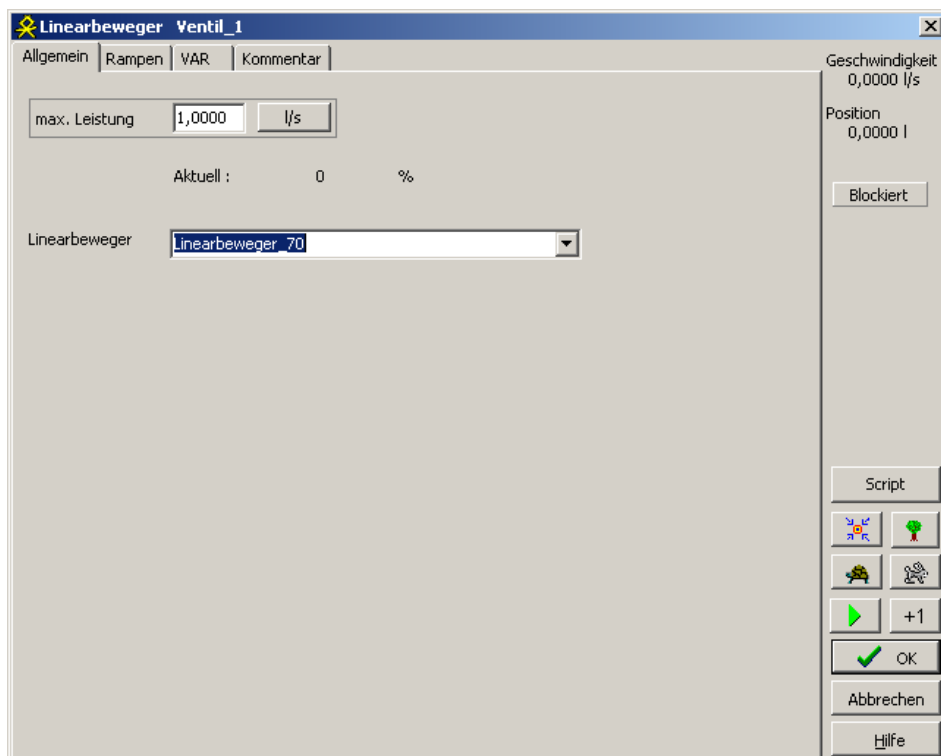 Linearbeweger Ventil_1
Allgemein Rampen VAR Kommentar
Geschwindigkeit
0,0000 l/s
max. Leistung 1,0000 l/s
Position
0,0000 l
Aktuell : 0 %
Blockiert
Linearbeweger Linearbeweger_70
Script
+1
OK
Abbrechen
Hilfe